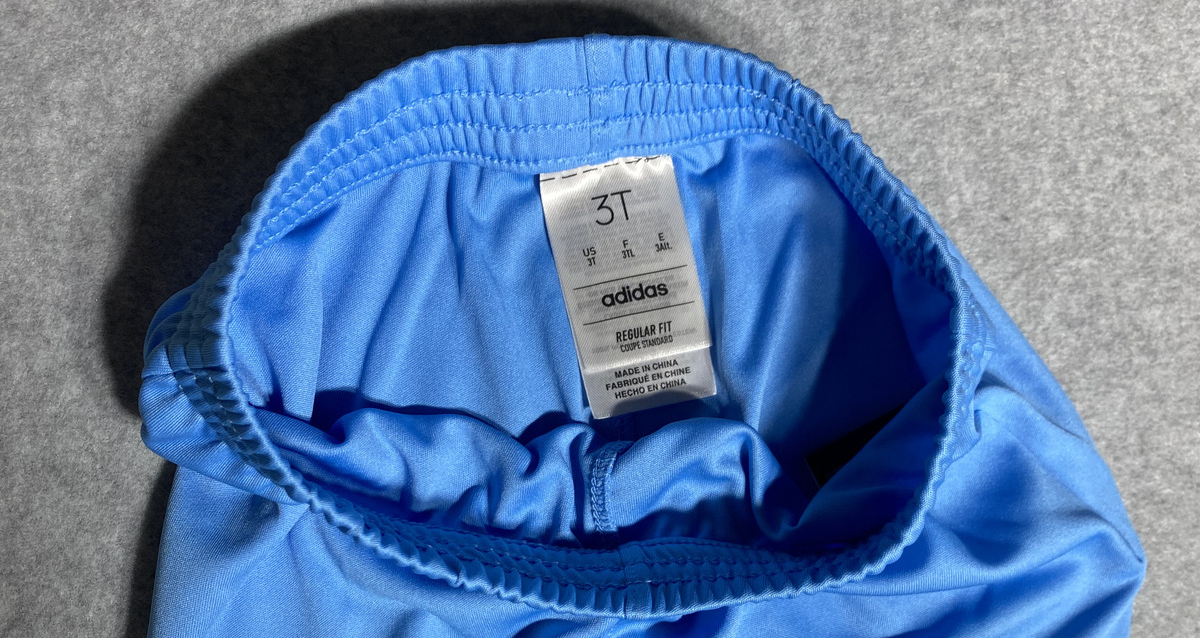 3T
US F E
3T 3TL 3Alt.
adidas
REGULAR FIT
COUPE STANDARD
MADE IN CHINA
FABRIQUÉ EN CHINE
HECHO EN CHINA